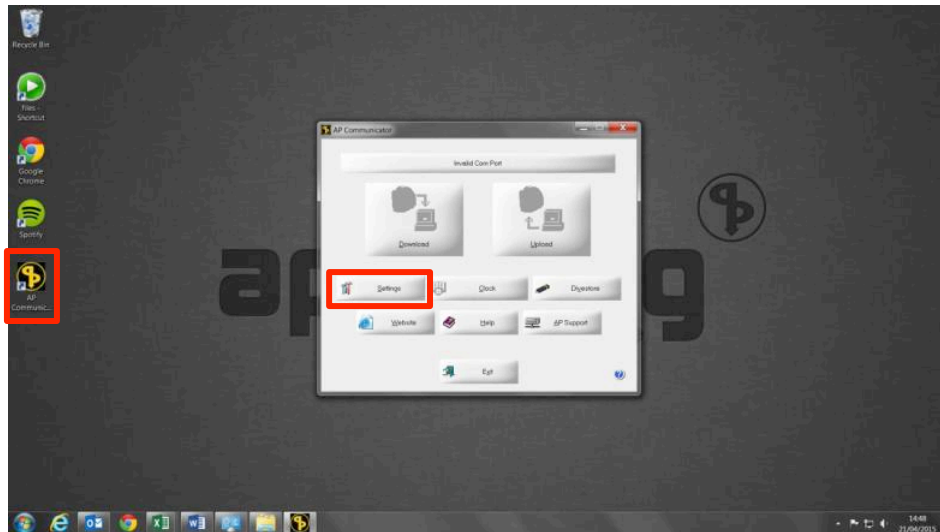 Recycle Bin
Files -
Shortcut
Google
Chrome
Spotify
AP
Communic...
AP Communicator
Invalid Com Port
Download
Upload
Settings
Clock
Website
Help
AP Support
Exit
14:48
21/04/2015